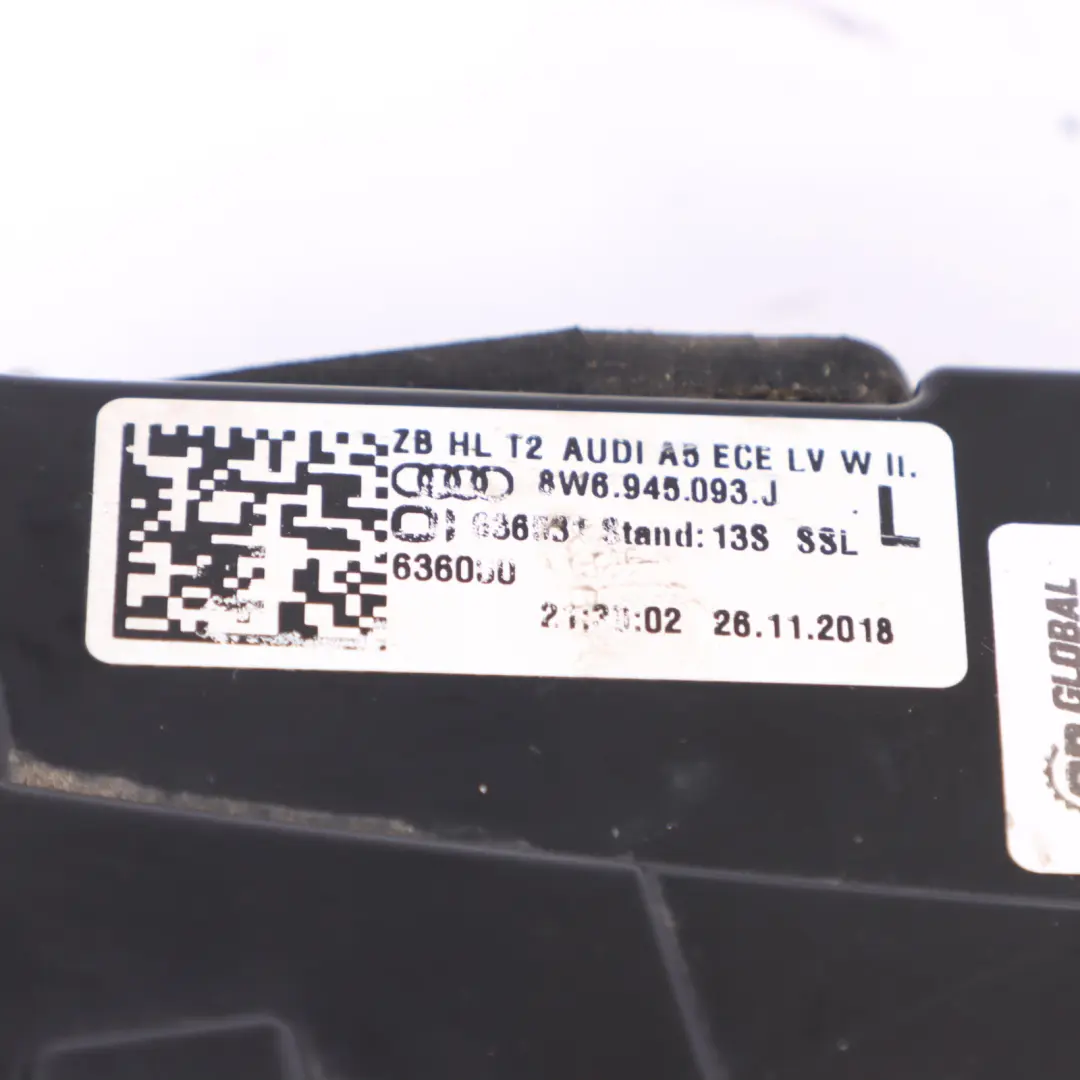 ZB HL T2 AUDI A5 ECE LV W II.
8W6.945.093.J
L
Stand: 13S SSL
26.11.2018
GLOBAL